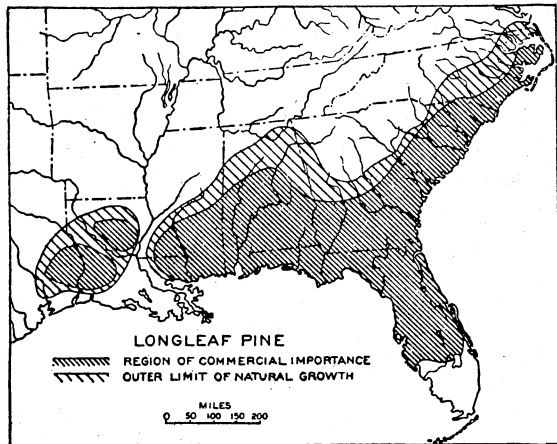 LONGLEAF PINE
REGION OF COMMERCIAL IMPORTANCE
OUTER LIMIT OF NATURAL GROWTH
MILES
0 50 100 150 200